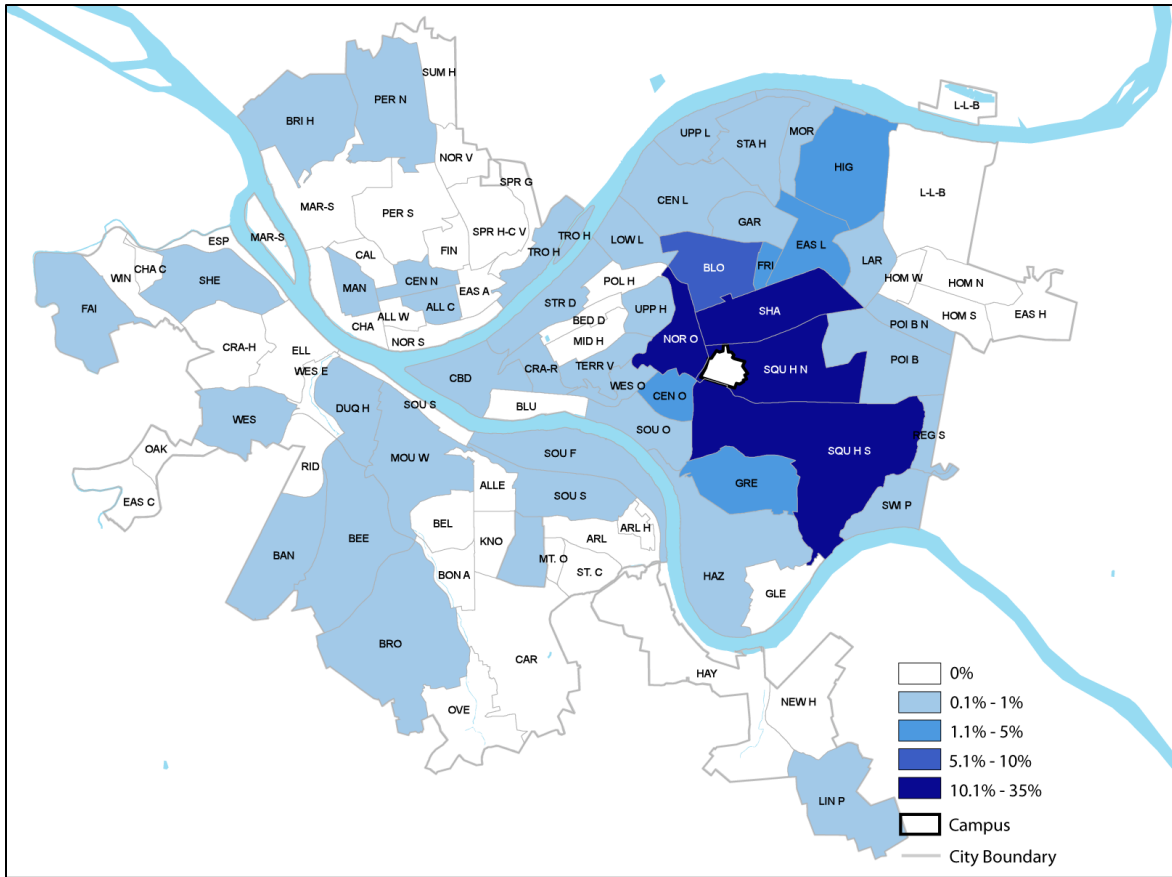 SUM H
PER N
L-L-B
BRI H
UPP L
MOR
STA H
NOR V
HIG
SPR G
L-L-B
MAR-S
CEN L
PER S
GAR
SPR H-C V
TRO H
MAR-S
ESP
LOW L
EAS L
TRO H
FIN
CAL
CHA C
LAR
BLO
FRI
WIN
POL H
HOM W
HOM N
SHE
CEN N
MAN
EAS A
STR D
FAI
ALL C
UPP H
SHA
ALL W
BED D
HOM S
EAS H
CHA
POI B N
NOR O
MID H
NOR S
CRA-H
ELL
POI B
TERR V
SQU H N
CRA-R
WES E
CBD
WES O
CEN O
SOU S
BLU
DUQ H
WES
SOU O
REG S
OAK
SQU H S
SOU F
MOU W
RID
ALLE
GRE
SOU S
EAS C
SWI P
BEL
ARL H
BEE
KNO
ARL
BAN
MT. O
ST. C
BON A
HAZ
GLE
BRO
CAR
HAY
0%
NEW H
0.1% - 1%
OVE
1.1% - 5%
5.1% - 10%
10.1% - 35%
LIN P
Campus
City Boundary